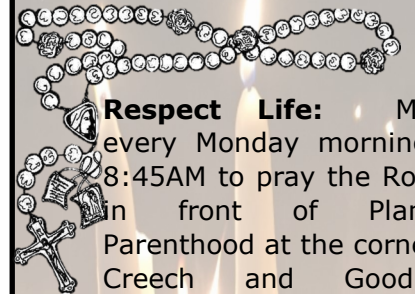 Respect Life: M
every Monday mornin
8:45AM to pray the Ro
in front of Plan
Parenthood at the corne
Creech and Good